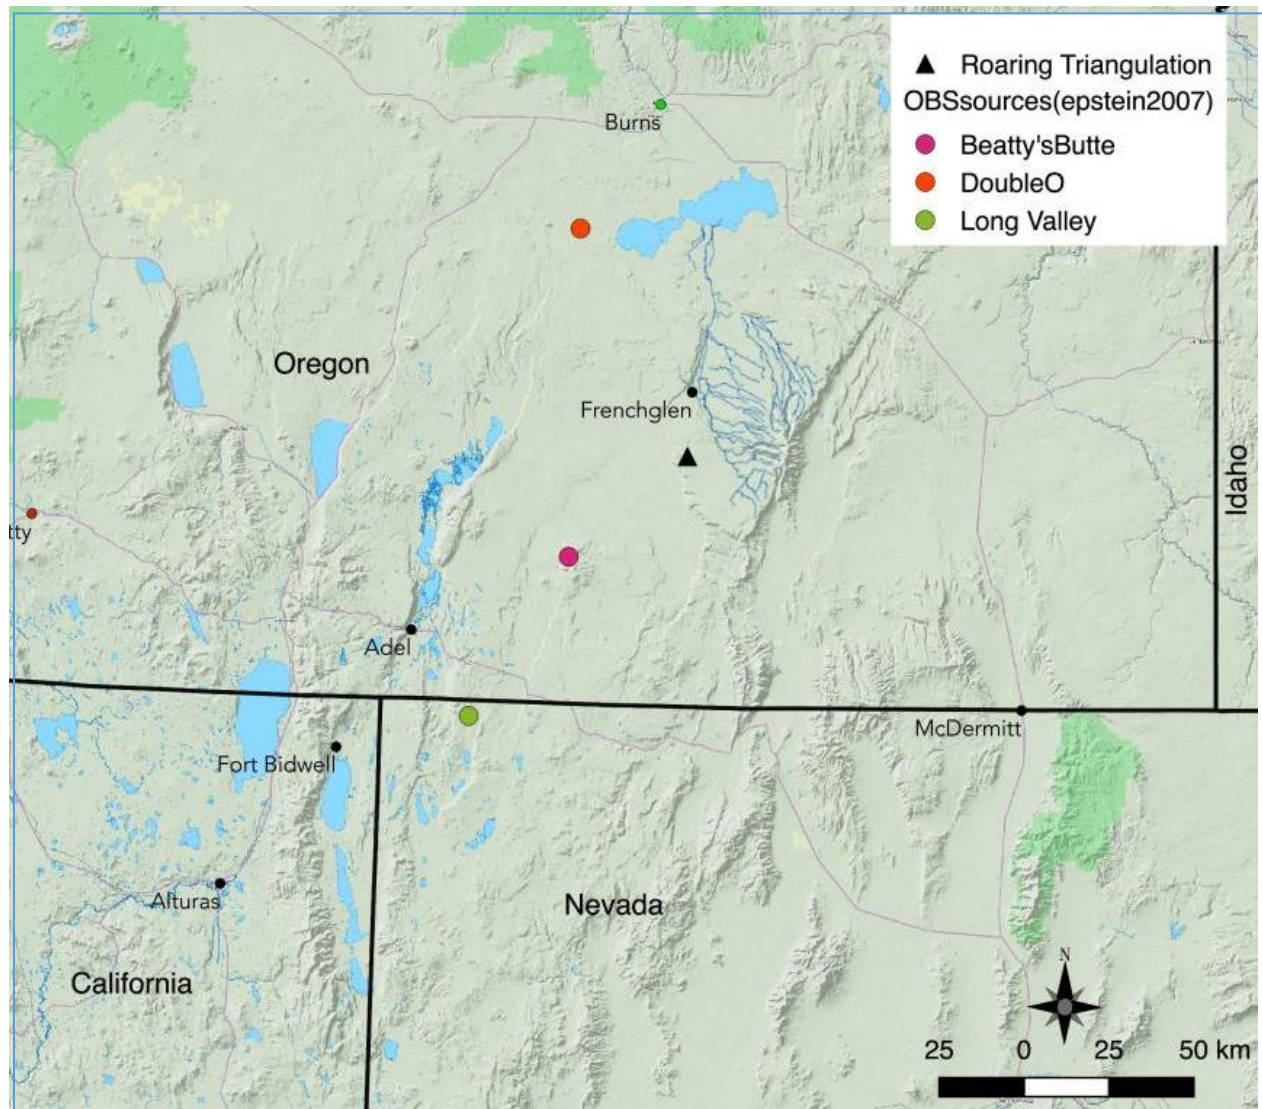 Roaring Triangulation
OBSsources(epstein2007)
Beatty'sButte
DoubleO
Long Valley
Burns
Oregon
Frenchglen
Idaho
tty
Adel
McDermitt
Fort Bidwell
Alturas
Nevada
California
N
25 0 25 50 km